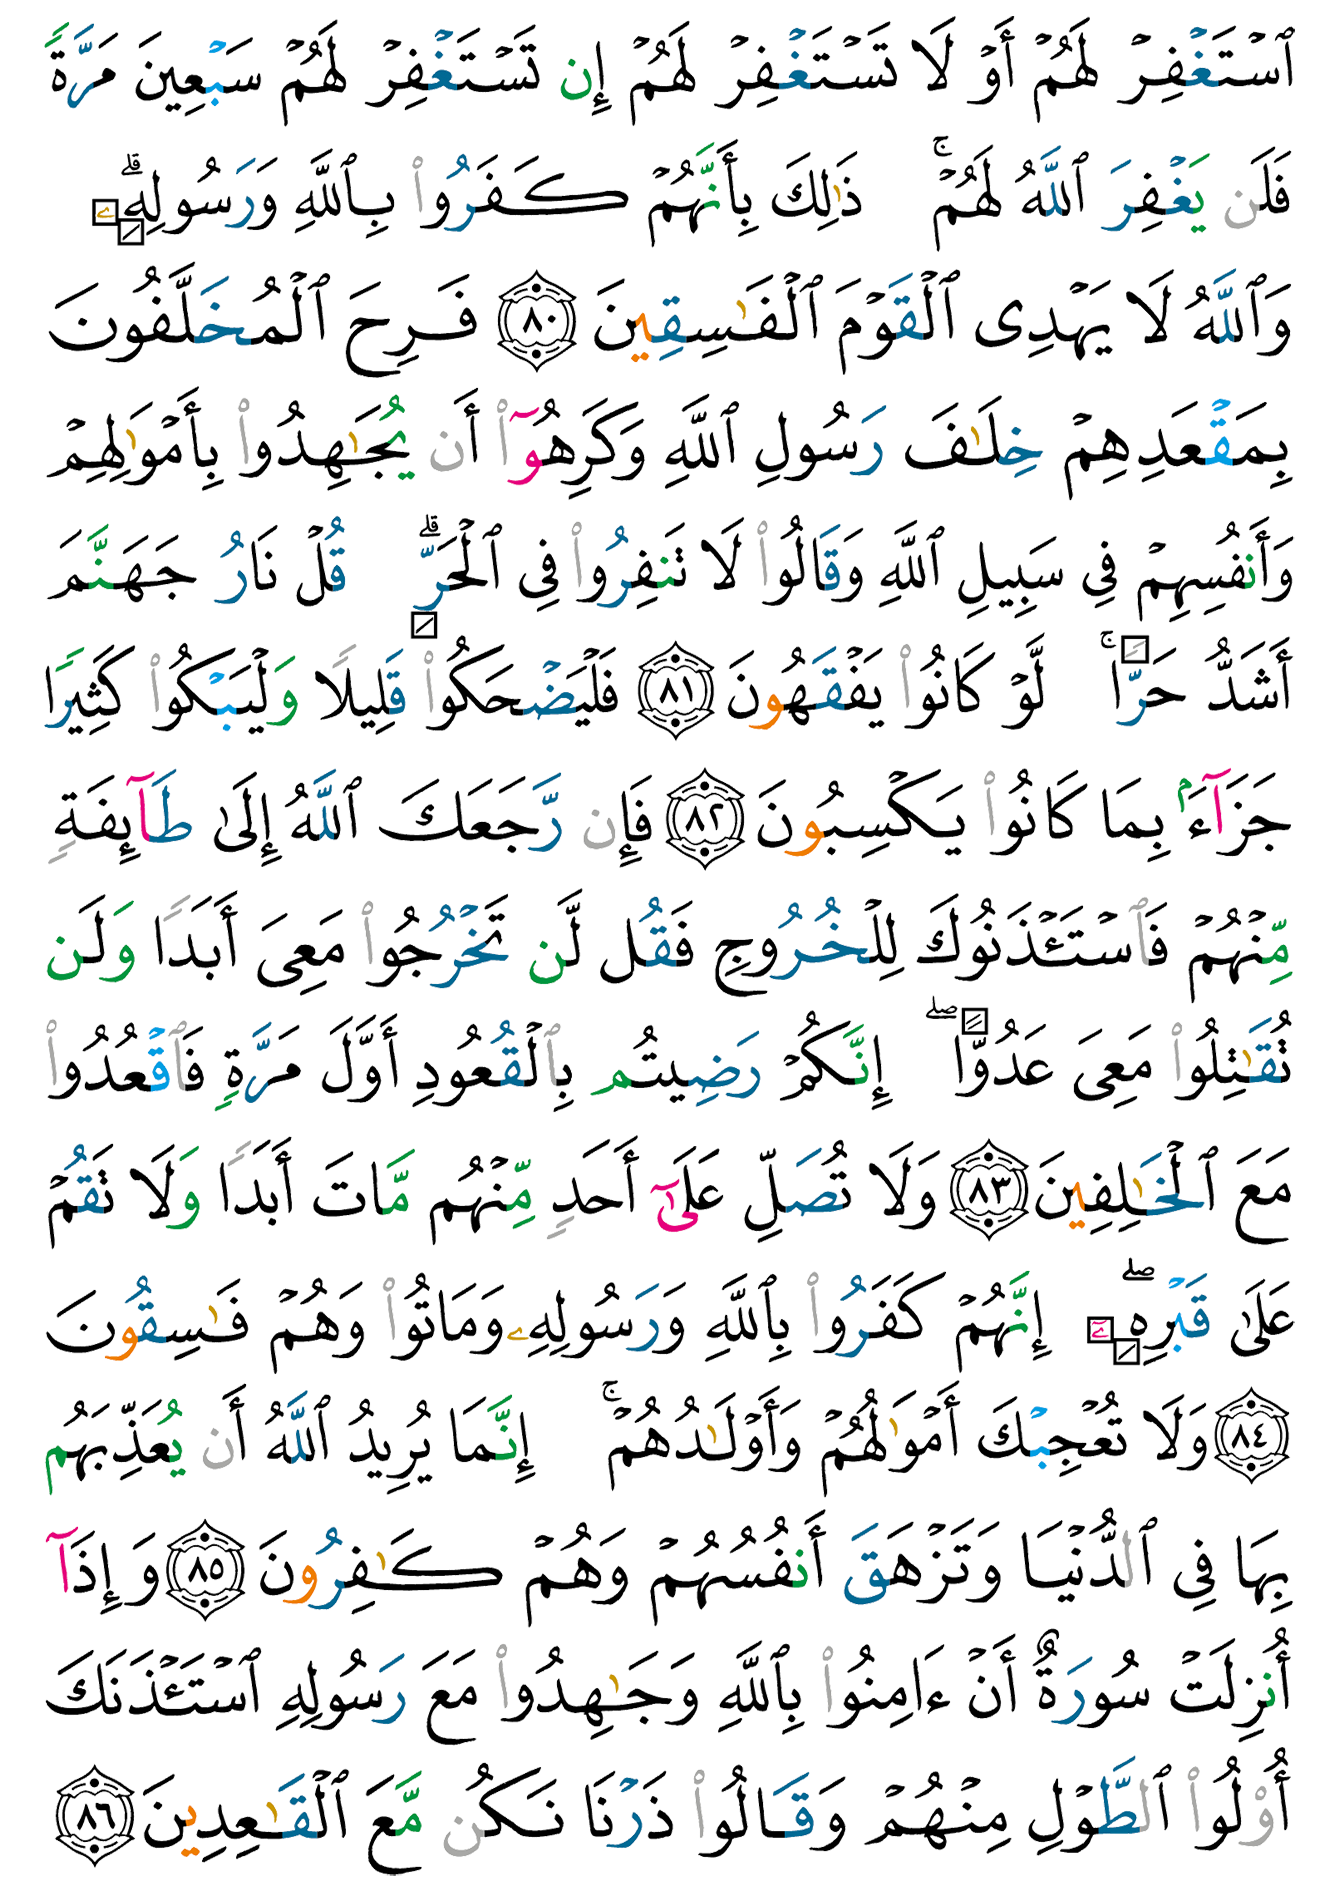 ٱسۡتَغۡفِرۡ لَهُمۡ أَوۡ لَا تَسۡتَغۡفِرۡ لَهُمۡ إِن تَسۡتَغۡفِرۡ لَهُمۡ سَبۡعِينَ مَرَّةٗ
فَلَن يَغۡفِرَ ٱللَّهُ لَهُمۡۚ ذَٰلِكَ بِأَنَّهُمۡ كَفَرُواْ بِٱللَّهِ وَرَسُولِهِۦۗ
وَٱللَّهُ لَا يَهۡدِى ٱلۡقَوۡمَ ٱلۡفَٰسِقِينَ ٨٠ فَرِحَ ٱلۡمُخَلَّفُونَ
بِمَقۡعَدِهِمۡ خِلَٰفَ رَسُولِ ٱللَّهِ وَكَرِهُوٓاْ أَن يُجَٰهِدُواْ بِأَمۡوَٰلِهِمۡ
وَأَنفُسِهِمۡ فِي سَبِيلِ ٱللَّهِ وَقَالُواْ لَا تَنفِرُواْ فِى ٱلۡحَرِّۗ قُلۡ نَارُ جَهَنَّمَ
أَشَدُّ حَرّٗاۚ لَّوۡ كَانُواْ يَفۡقَهُونَ ٨١ فَلۡيَضۡحَكُواْ قَلِيلٗا وَلۡيَبۡكُواْ كَثِيرٗا
جَزَآءَۢ بِمَا كَانُواْ يَكۡسِبُونَ ٨٢ فَإِن رَّجَعَكَ ٱللَّهُ إِلَىٰ طَآئِفَةٖ
مِّنۡهُمۡ فَٱسۡتَـٔۡذَنُوكَ لِلۡخُرُوجِ فَقُل لَّن تَخۡرُجُواْ مَعِىَ أَبَدٗا وَلَن
تُقَٰتِلُواْ مَعِىَ عَدُوًّاۖ إِنَّكُمۡ رَضِيتُم بِٱلۡقُعُودِ أَوَّلَ مَرَّةٖ فَٱقۡعُدُواْ
مَعَ ٱلۡخَٰلِفِينَ ٨٣ وَلَا تُصَلِّ عَلَىٰٓ أَحَدٖ مِّنۡهُم مَّاتَ أَبَدٗا وَلَا تَقُمۡ
عَلَىٰ قَبۡرِهِۦٓۖ إِنَّهُمۡ كَفَرُواْ بِٱللَّهِ وَرَسُولِهِۦ وَمَاتُواْ وَهُمۡ فَٰسِقُونَ
٨٤ وَلَا تُعۡجِبۡكَ أَمۡوَٰلُهُمۡ وَأَوۡلَٰدُهُمۡۚ إِنَّمَا يُرِيدُ ٱللَّهُ أَن يُعَذِّبَهُم
بِهَا فِى ٱلدُّنۡيَا وَتَزۡهَقَ أَنفُسُهُمۡ وَهُمۡ كَٰفِرُونَ ٨٥ وَإِذَآ
أُنزِلَتۡ سُورَةٌ أَنۡ ءَامِنُواْ بِٱللَّهِ وَجَٰهِدُواْ مَعَ رَسُولِهِ ٱسۡتَـٔۡذَنَكَ
أُوْلُواْ ٱلطَّوۡلِ مِنۡهُمۡ وَقَالُواْ ذَرۡنَا نَكُن مَّعَ ٱلۡقَٰعِدِينَ ٨٦